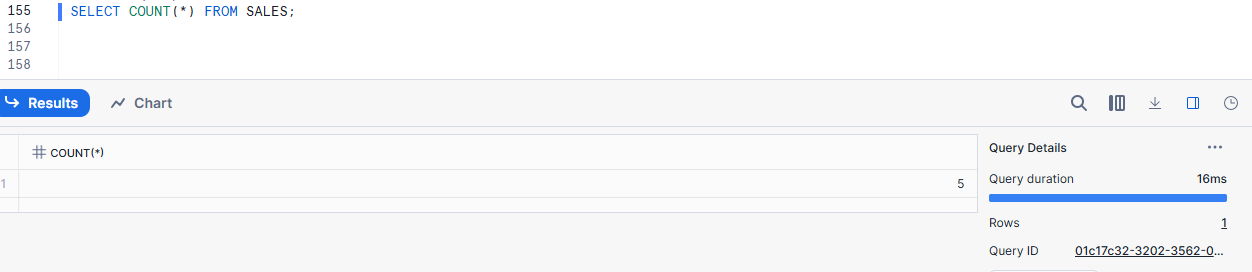 155 SELECT COUNT(*) FROM SALES;
156
157
158
Results Chart
COUNT(*)
1 5
Query Details ...
Query duration 16ms
Rows 1
Query ID 01c17c32-3202-3562-0...